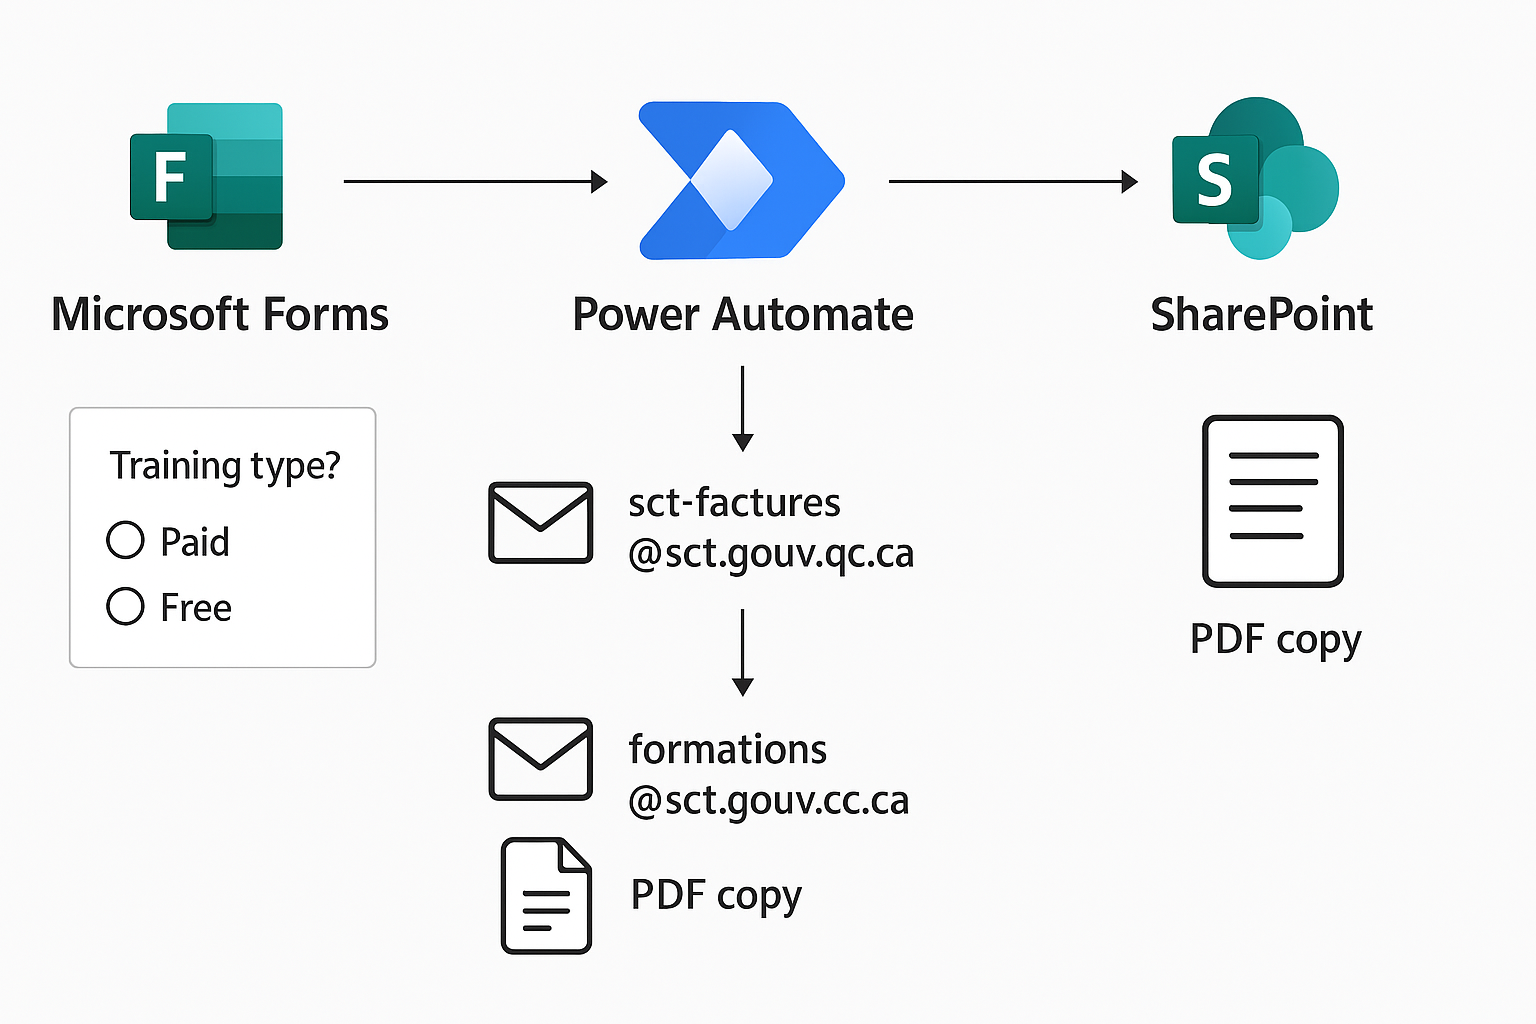 F
S
Microsoft Forms
Power Automate
SharePoint
Training type?
Paid
Free
sct-factures
@sct.gouv.qc.ca
formations
@sct.gouv.cc.ca
PDF copy
PDF copy